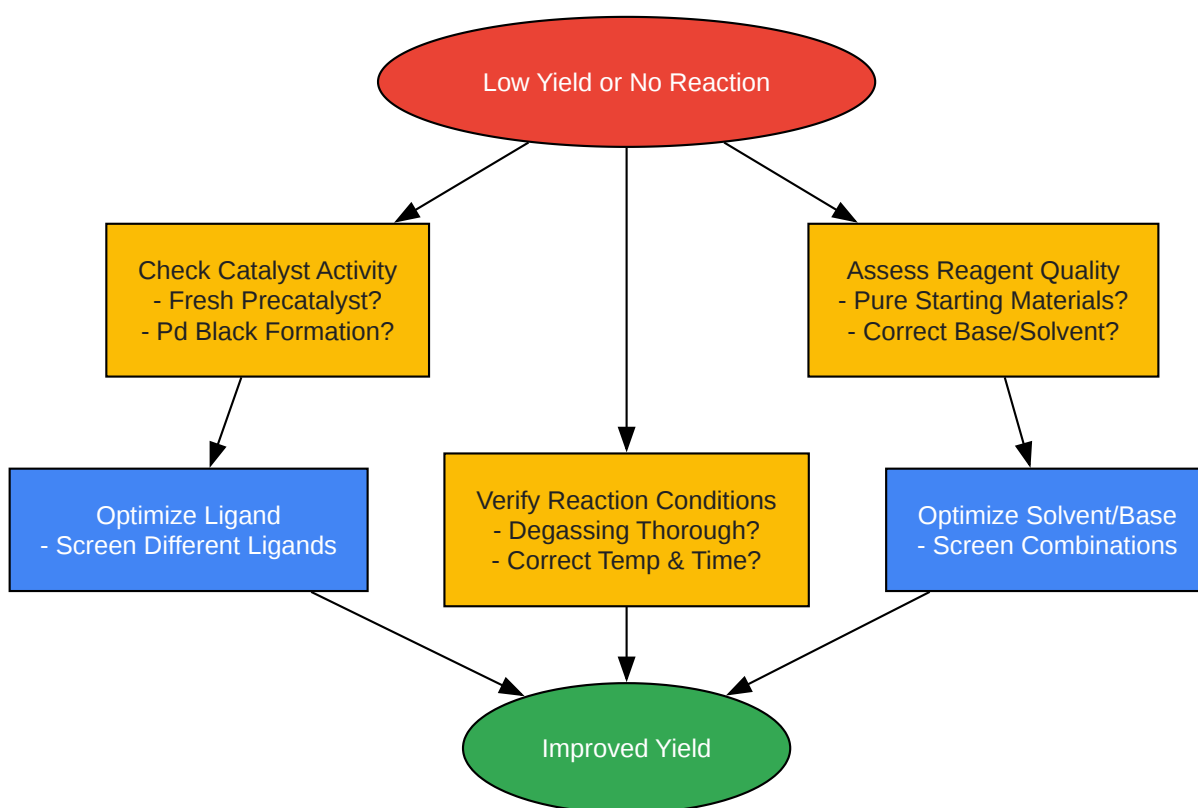 Low Yield or No Reaction
Check Catalyst Activity
- Fresh Precatalyst?
- Pd Black Formation?
Assess Reagent Quality
- Pure Starting Materials?
- Correct Base/Solvent?
Optimize Ligand
- Screen Different Ligands
Verify Reaction Conditions
- Degassing Thorough?
- Correct Temp & Time?
Optimize Solvent/Base
- Screen Combinations
Improved Yield